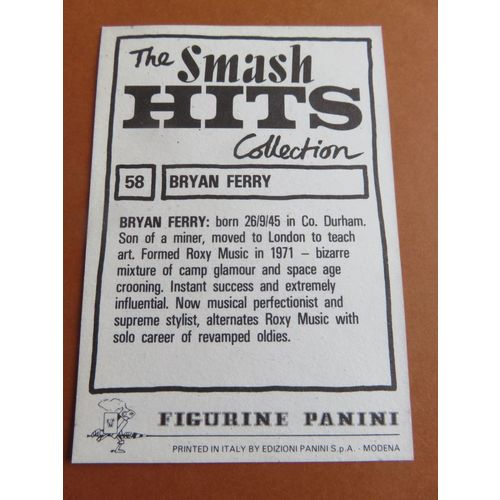 The Smash
HITS
Collection
58 BRYAN FERRY
BRYAN FERRY: born 26/9/45 in Co. Durham.
Son of a miner, moved to London to teach
art. Formed Roxy Music in 1971 – bizarre
mixture of camp glamour and space age
crooning. Instant success and extremely
influential. Now musical perfectionist and
supreme stylist, alternates Roxy Music with
solo career of revamped oldies.
FIGURINE PANINI
PRINTED IN ITALY BY EDIZIONI PANINI S.p.A. - MODENA